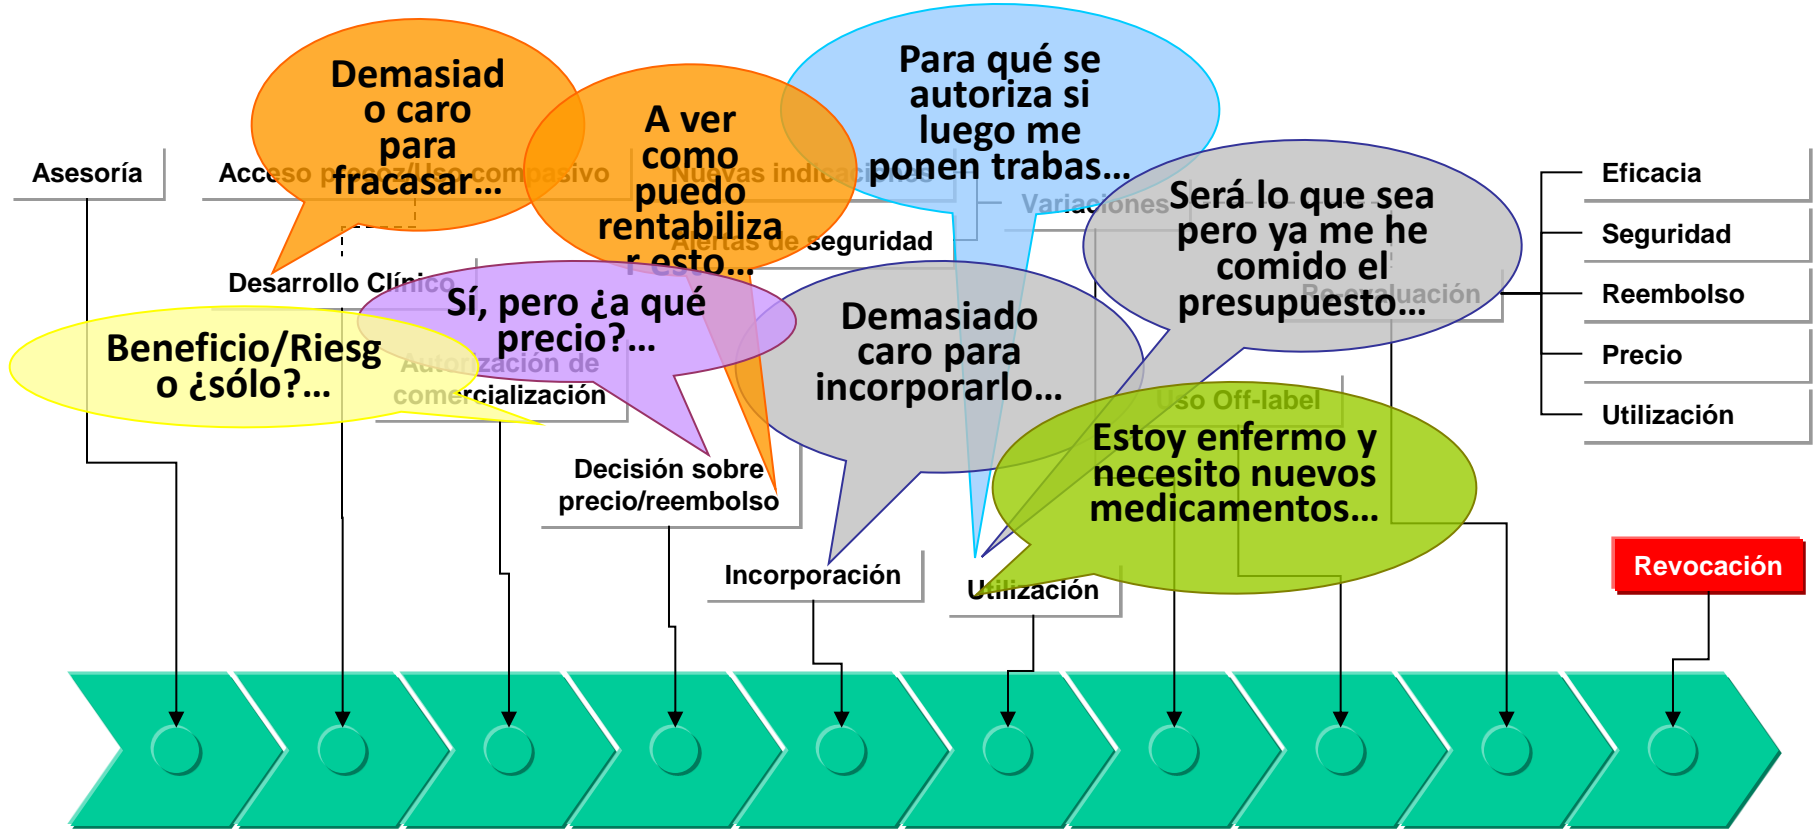 Demasiad
o caro
para
fracasar...
A ver
como
puedo
rentabiliza
r esto...
Para qué se
autoriza si
luego me
ponen trabas...
Será lo que sea
pero ya me he
comido el
presupuesto...
Asesoría
Acceso precoz/Uso compasivo
Nuevas indicaciones
Variaciones
Alertas de seguridad
Desarrollo Clínico
Re-evaluación
Eficacia
Seguridad
Reembolso
Precio
Utilización
Sí, pero ¿a qué
precio?...
Demasiado
caro para
incorporarlo...
Beneficio/Riesg
o ¿sólo?...
Autorización de
comercialización
Uso Off-label
Estoy enfermo y
necesito nuevos
medicamentos...
Decisión sobre
precio/reembolso
Incorporación
Utilización
Revocación